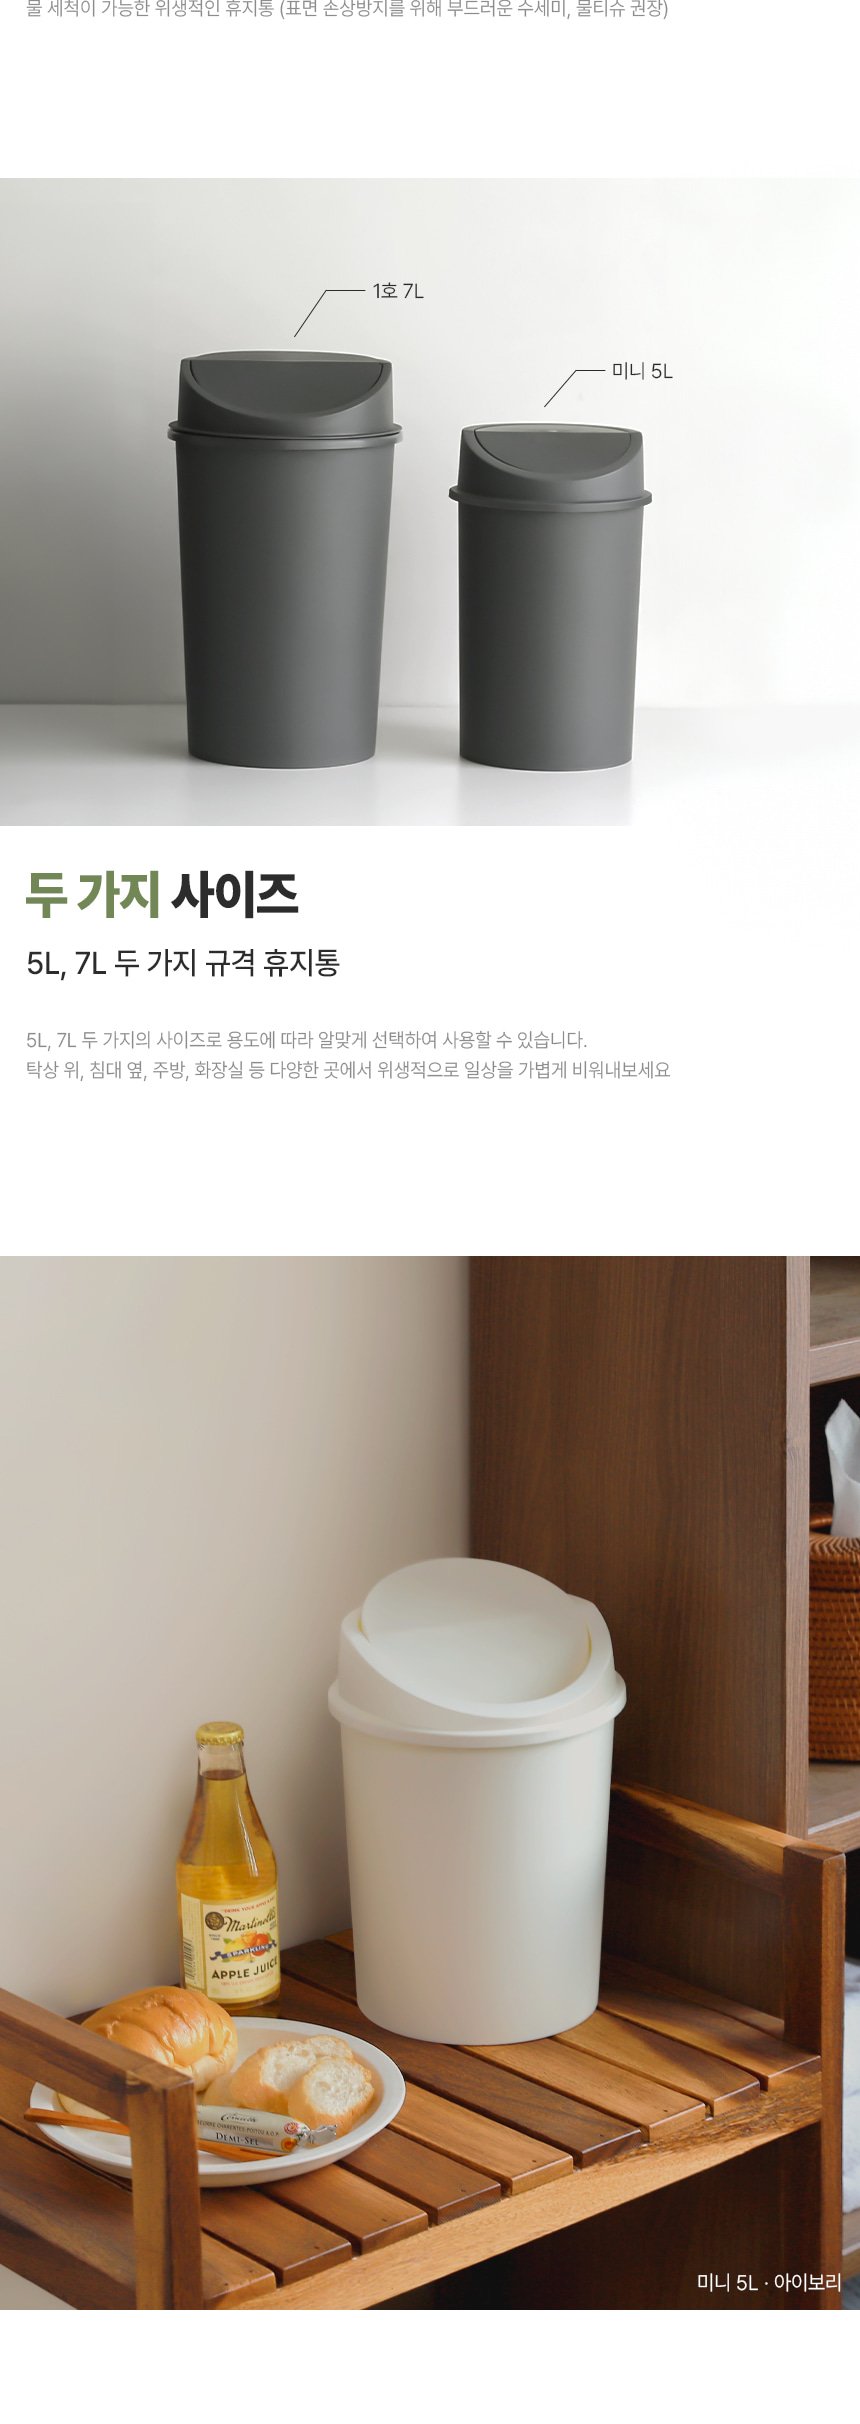 물 세척이 가능한 위생적인 휴지통 (표면 손상방지를 위해 부드러운 수세미, 물티슈 권장)
1호 7L
미니 5L
두 가지 사이즈
5L, 7L 두 가지 규격 휴지통
5L, 7L 두 가지의 사이즈로 용도에 따라 알맞게 선택하여 사용할 수 있습니다.
탁상 위, 침대 옆, 주방, 화장실 등 다양한 곳에서 위생적으로 일상을 가볍게 비워내보세요
Martinelli's
SPARKLING
APPLE JUICE
DEMI-SEL
미니 5L · 아이보리